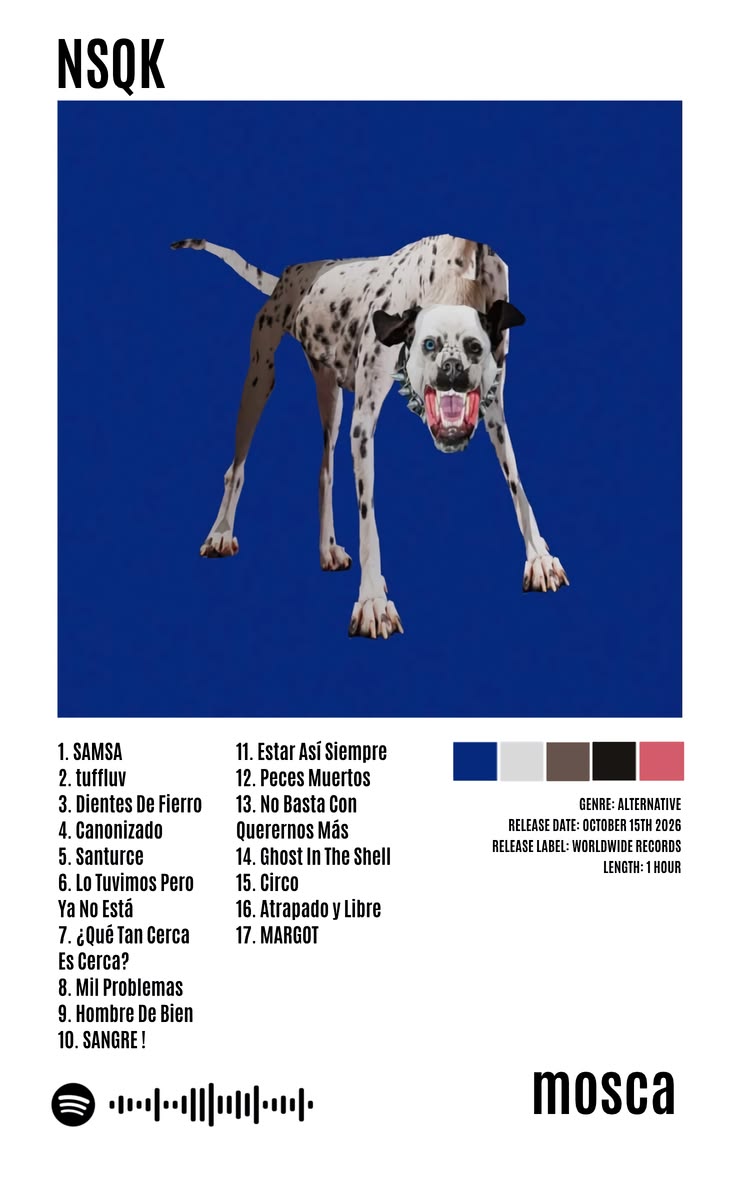 NSQK
1. SAMSA
2. tuffluv
3. Dientes De Fierro
4. Canonizado
5. Santurce
6. Lo Tuvimos Pero
Ya No Está
7. ¿Qué Tan Cerca
Es Cerca?
8. Mil Problemas
9. Hombre De Bien
10. SANGRE !
11. Estar Así Siempre
12. Peces Muertos
13. No Basta Con
Querernos Más
14. Ghost In The Shell
15. Circo
16. Atrapado y Libre
17. MARGOT
GENRE: ALTERNATIVE
RELEASE DATE: OCTOBER 15TH 2026
RELEASE LABEL: WORLDWIDE RECORDS
LENGTH: 1 HOUR
mosca